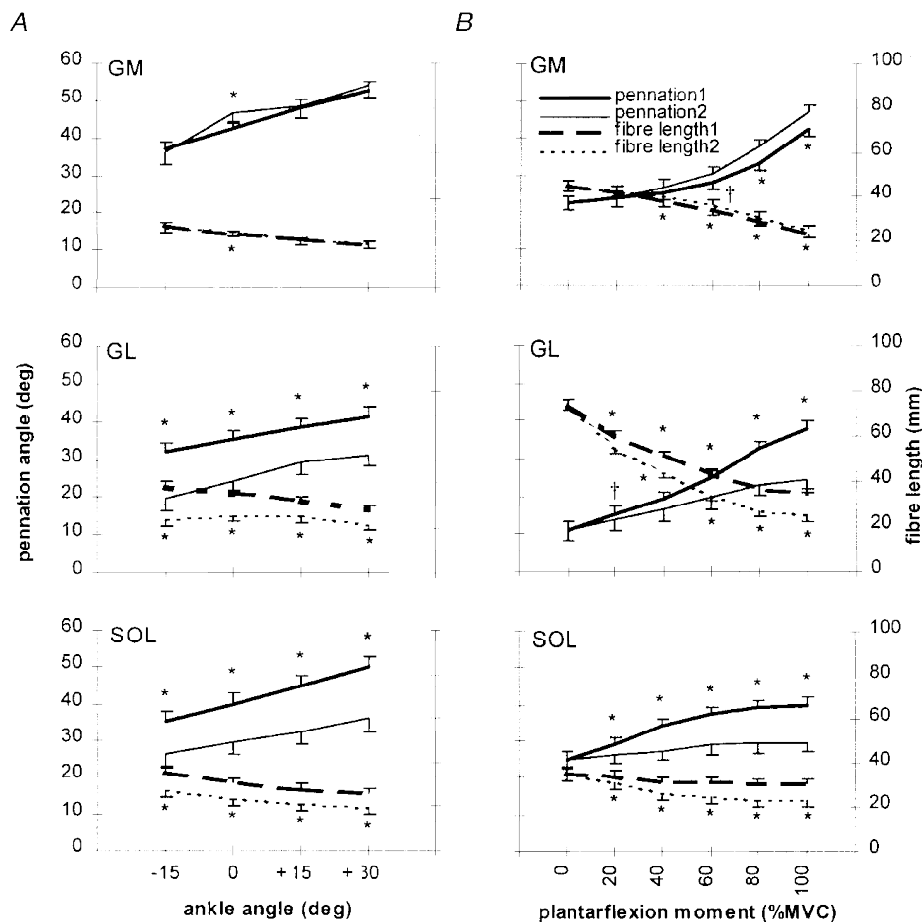 A
B
60
50
40
30
20
10
0
GM
*
*
GM
pennation1
pennation2
fibre length1
fibre length2
*
*
†
*
*
*
*
100
80
60
40
20
0
pennation angle (deg)
60
50
40
30
20
10
0
GL
* * * *
* * * *
GL
* * * * *
†
*
* * *
100
80
60
40
20
0
fibre length (mm)
60
50
40
30
20
10
0
SOL
* * * *
* * * *
SOL
* * * * *
* * * * *
100
80
60
40
20
0
-15 0 +15 +30
ankle angle (deg)
0 20 40 60 80 100
plantarflexion moment (%MVC)